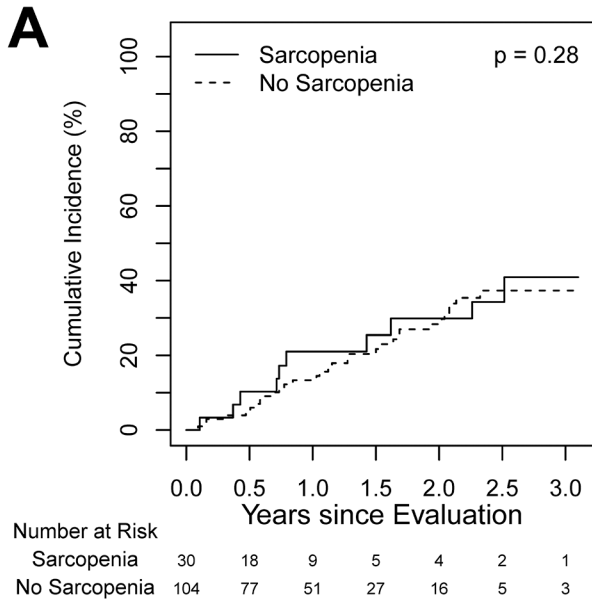 A
Sarcopenia
No Sarcopenia
p = 0.28
Cumulative Incidence (%)
100
80
60
40
20
0
0.0 0.5 1.0 1.5 2.0 2.5 3.0
Years since Evaluation
Number at Risk
Sarcopenia 30 18 9 5 4 2 1
No Sarcopenia 104 77 51 27 16 5 3